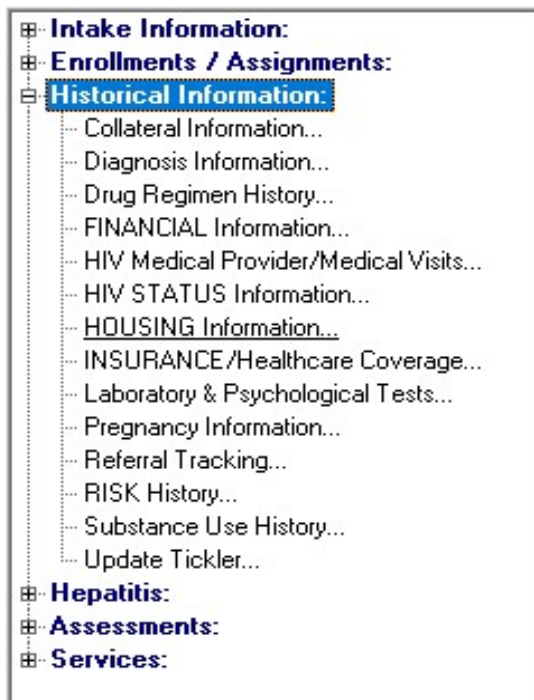 Intake Information:
Enrollments / Assignments:
Historical Information:
Collateral Information...
Diagnosis Information...
Drug Regimen History...
FINANCIAL Information...
HIV Medical Provider/Medical Visits...
HIV STATUS Information...
HOUSING Information...
INSURANCE/Healthcare Coverage...
Laboratory & Psychological Tests...
Pregnancy Information...
Referral Tracking...
RISK History...
Substance Use History...
Update Tickler...
Hepatitis:
Assessments:
Services: